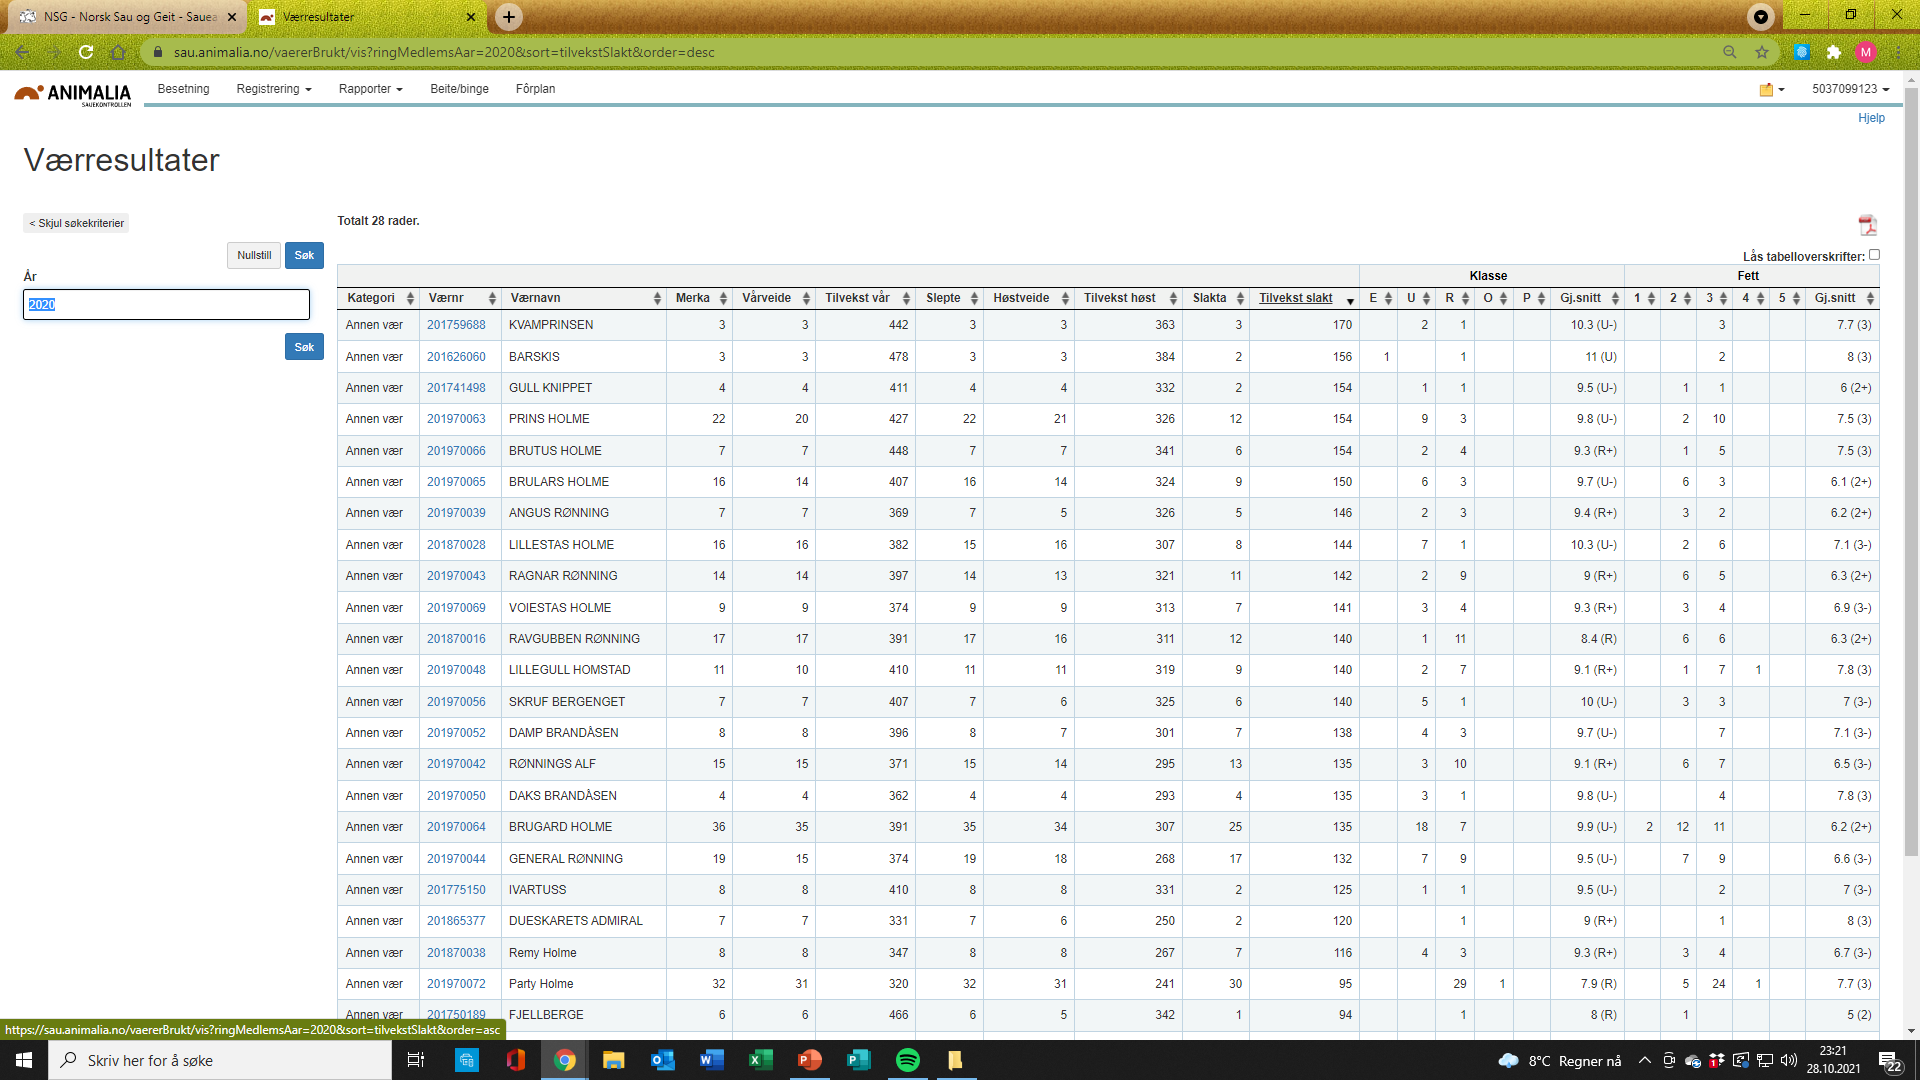 NSG - Norsk Sau og Geit - Sauea
Værresultater
sau.animalia.no/vaererBrukt/vis?ringMedlemsAar=2020&sort=tilvekstSlakt&order=desc
M
ANIMALIA
SAUEKONTROLLEN
Besetning Registrering Rapporter Beite/binge Fôrplan 5037099123
Hjelp
Værresultater
< Skjul søkekriterier
Totalt 28 rader.
Nullstill Søk
Lås tabelloverskrifter:
År
2020
Søk
Klasse Fett
Kategori Værnr Værnavn Merka Vårveide Tilvekst vår Slepte Høstveide Tilvekst høst Slakta Tilvekst slakt E U R O P Gj.snitt 1 2 3 4 5 Gj.snitt
Annen vær 201759688 KVAMPRINSEN 3 3 442 3 3 363 3 170 2 1 10.3 (U-) 3 7.7 (3)
Annen vær 201626060 BARSKIS 3 3 478 3 3 384 2 156 1 1 11 (U) 2 8 (3)
Annen vær 201741498 GULL KNIPPET 4 4 411 4 4 332 2 154 1 1 9.5 (U-) 1 1 6 (2+)
Annen vær 201970063 PRINS HOLME 22 20 427 22 21 326 12 154 9 3 9.8 (U-) 2 10 7.5 (3)
Annen vær 201970066 BRUTUS HOLME 7 7 448 7 7 341 6 154 2 4 9.3 (R+) 1 5 7.5 (3)
Annen vær 201970065 BRULARS HOLME 16 14 407 16 14 324 9 150 6 3 9.7 (U-) 6 3 6.1 (2+)
Annen vær 201970039 ANGUS RØNNING 7 7 369 7 5 326 5 146 2 3 9.4 (R+) 3 2 6.2 (2+)
Annen vær 201870028 LILLESTAS HOLME 16 16 382 15 16 307 8 144 7 1 10.3 (U-) 2 6 7.1 (3-)
Annen vær 201970043 RAGNAR RØNNING 14 14 397 14 13 321 11 142 2 9 9 (R+) 6 5 6.3 (2+)
Annen vær 201970069 VOIESTAS HOLME 9 9 374 9 9 313 7 141 3 4 9.3 (R+) 3 4 6.9 (3-)
Annen vær 201870016 RAVGUBBEN RØNNING 17 17 391 17 16 311 12 140 1 11 8.4 (R) 6 6 6.3 (2+)
Annen vær 201970048 LILLEGULL HOMSTAD 11 10 410 11 11 319 9 140 2 7 9.1 (R+) 1 7 1 7.8 (3)
Annen vær 201970056 SKRUF BERGENGET 7 7 407 7 6 325 6 140 5 1 10 (U-) 3 3 7 (3-)
Annen vær 201970052 DAMP BRANDÅSEN 8 8 396 8 7 301 7 138 4 3 9.7 (U-) 7 7.1 (3-)
Annen vær 201970042 RØNNINGS ALF 15 15 371 15 14 295 13 135 3 10 9.1 (R+) 6 7 6.5 (3-)
Annen vær 201970050 DAKS BRANDÅSEN 4 4 362 4 4 293 4 135 3 1 9.8 (U-) 4 7.8 (3)
Annen vær 201970064 BRUGARD HOLME 36 35 391 35 34 307 25 135 18 7 9.9 (U-) 2 12 11 6.2 (2+)
Annen vær 201970044 GENERAL RØNNING 19 15 374 19 18 268 17 132 7 9 9.5 (U-) 7 9 6.6 (3-)
Annen vær 201775150 IVARTUSS 8 8 410 8 8 331 2 125 1 1 9.5 (U-) 2 7 (3-)
Annen vær 201865377 DUESKARETS ADMIRAL 7 7 331 7 6 250 2 120 1 9 (R+) 1 8 (3)
Annen vær 201870038 Remy Holme 8 8 347 8 8 267 7 116 4 3 9.3 (R+) 3 4 6.7 (3-)
Annen vær 201970072 Party Holme 32 31 320 32 31 241 30 95 29 1 7.9 (R) 5 24 1 7.7 (3)
201750189 FJELLBERGE 6 6 466 6 5 342 1 94 1 8 (R) 1 5 (2)
https://sau.animalia.no/vaererBrukt/vis?ringMedlemsAar=2020&sort=tilvekstSlakt&order=asc
Skriv her for å søke
8°C Regner nå
23:21
28.10.2021
22